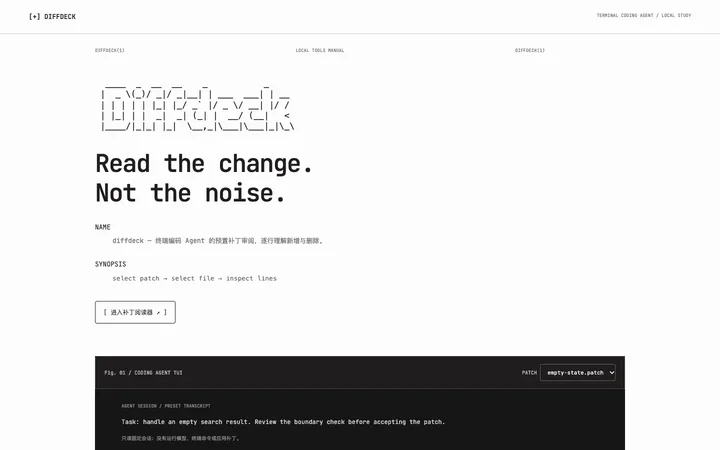 [+] DIFFDECK
TERMINAL CODING AGENT / LOCAL STUDY
DIFFDECK(1)
LOCAL TOOLS MANUAL
DIFFDECK(1)
Diffdeck
Read the change.
Not the noise.
NAME
diffdeck — 终端编码 Agent 的预置补丁审阅，逐行理解新增与删除。
SYNOPSIS
select patch → select file → inspect lines
[ 进入补丁阅读器 ↗ ]
Fig. 01 / CODING AGENT TUI
PATCH
empty-state.patch
AGENT SESSION / PRESET TRANSCRIPT
Task: handle an empty search result. Review the boundary check before accepting the patch.
只读固定会话：没有运行模型、终端命令或应用补丁。